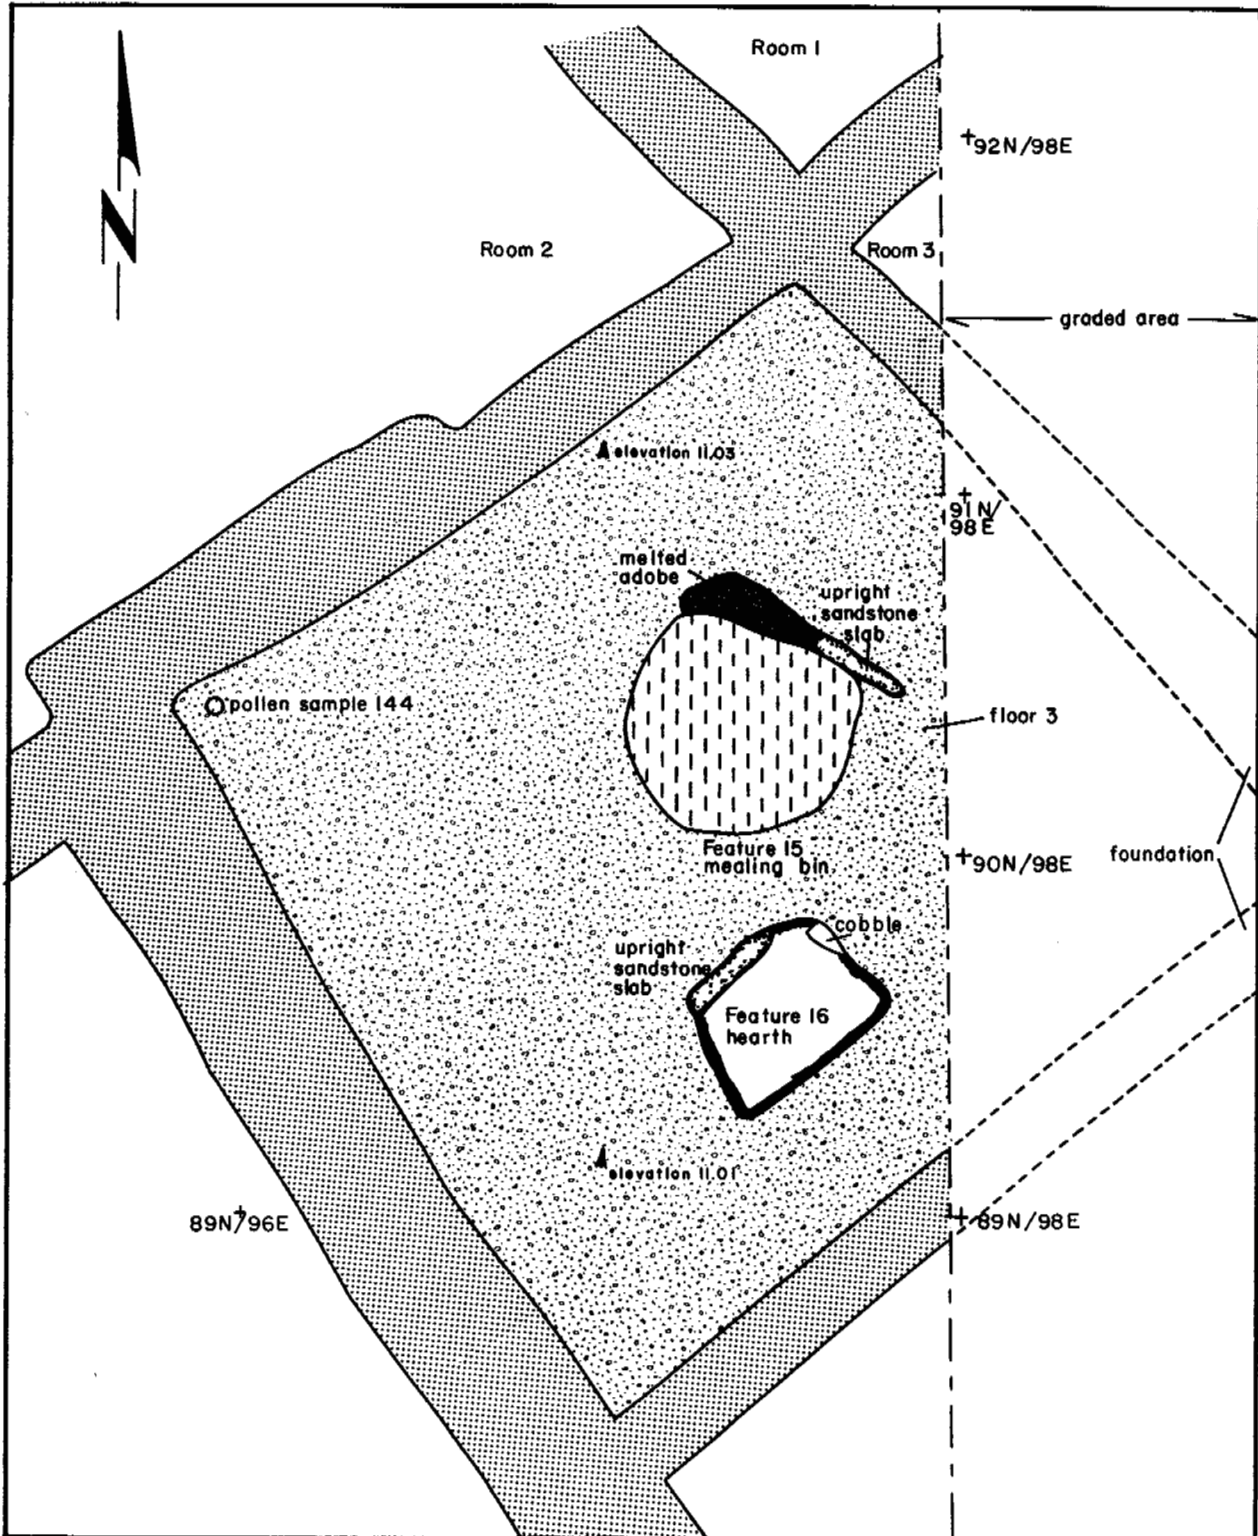 Room 1
N
+92N/98E
Room 2
Room 3
graded area
elevation 11.03
+
91N/
98E
melted
adobe
upright
sandstone
slab
pollen sample 144
floor 3
Feature 15
mealing bin
+90N/98E
foundation
cobble
upright
sandstone
slab
Feature 16
hearth
elevation 11.01
+
89N/96E
+89N/98E